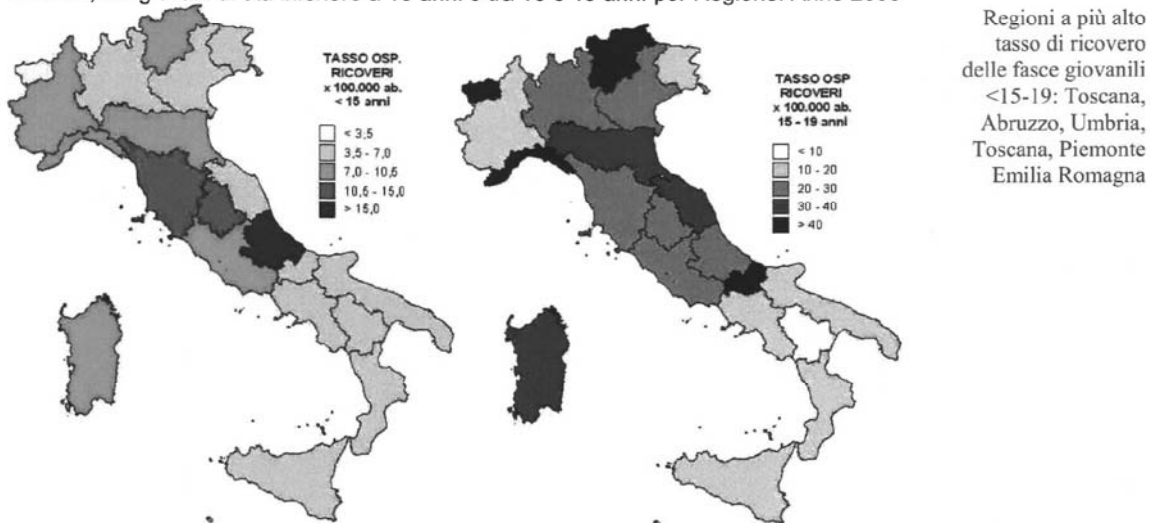 TASSO OSP.
RICOVERI
x 100.000 ab.
< 15 anni
< 3,5
3,5 - 7,0
7,0 - 10,5
10,5 - 15,0
> 15,0
TASSO OSP
RICOVERI
x 100.000 ab.
15 - 19 anni
< 10
10 - 20
20 - 30
30 - 40
> 40
Regioni a più alto
tasso di ricovero
delle fasce giovanili
<15-19: Toscana,
Abruzzo, Umbria,
Toscana, Piemonte
Emilia Romagna